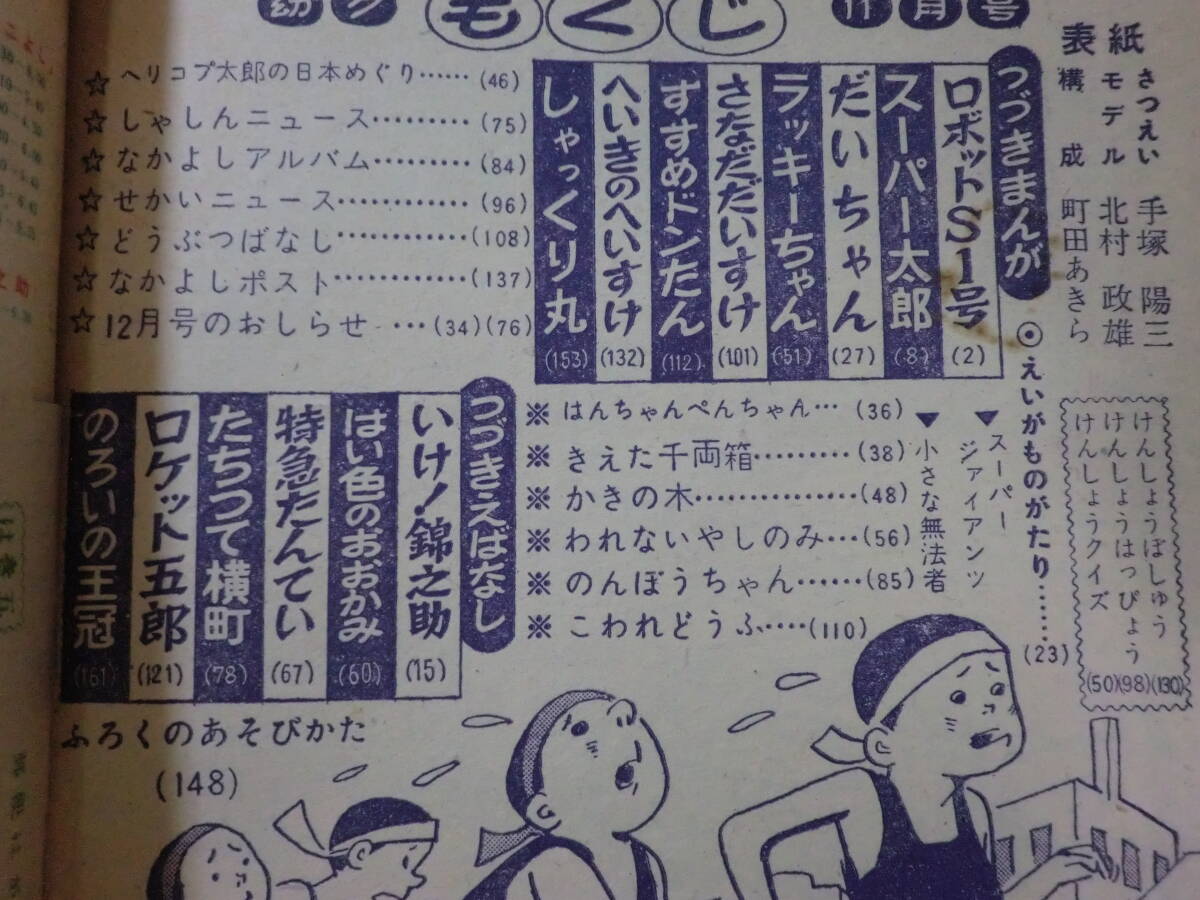 幼ク
もくじ
11月号
表紙
さつえい 手塚陽三
モデル 北村政雄
構成 町田あきら
つづきまんが
ロボットS1号 (2)
スーパー太郎 (8)
だいちゃん (27)
ラッキーちゃん (51)
さなだだいすけ (101)
すすめドンたん (112)
へいきのへいすけ (132)
しゃっくり丸 (153)
☆ヘリコプ太郎の日本めぐり……(46)
☆しゃしんニュース………(75)
☆なかよしアルバム………(84)
☆せかいニュース…………(96)
☆どうぶつばなし…………(108)
☆なかよしポスト…………(137)
☆12月号のおしらせ…(34)(76)
けんしょうぼしゅう
けんしょうはっぴょう
けんしょうクイズ
(50)(98)(130)
◎えいがものがたり……(23)
▼スーパージァイアンツ
▼小さな無法者
※はんちゃんぺんちゃん…(36)
※きえた千両箱………(38)
※かきの木……………(48)
※われないやしのみ…(56)
※のんぼうちゃん……(85)
※こわれどうふ……(110)
つづきえばなし
いけ!錦之助 (15)
はい色のおおかみ (60)
特急たんてい (67)
たちつて横町 (78)
ロケット五郎 (121)
のろいの王冠 (161)
ふろくのあそびかた
(148)